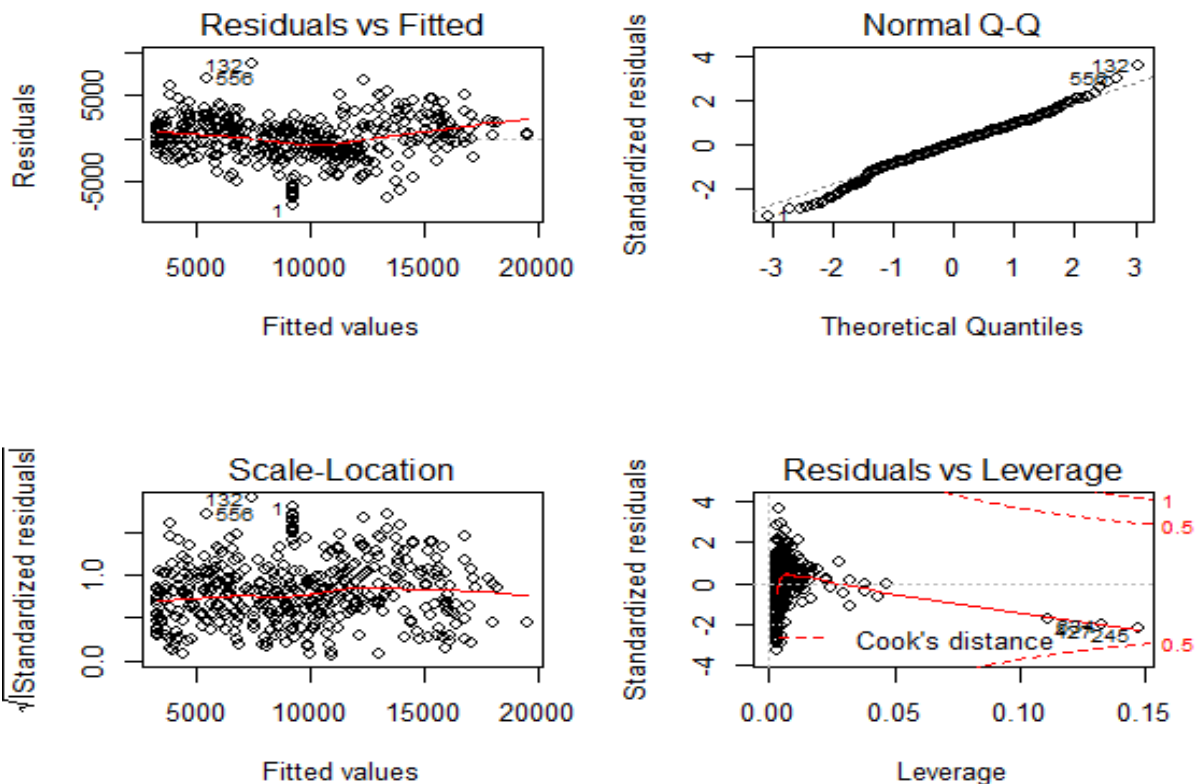 Residuals vs Fitted
Residuals
5000
-5000
132
556
1
5000 10000 15000 20000
Fitted values
Normal Q-Q
Standardized residuals
4
2
0
-2
132
556
1
-3 -2 -1 0 1 2 3
Theoretical Quantiles
Scale-Location
√|Standardized residuals|
1.0
0.0
132
556
1
5000 10000 15000 20000
Fitted values
Residuals vs Leverage
Standardized residuals
4
2
0
-2
-4
1
0.5
0.5
245
Cook's distance
0.00 0.05 0.10 0.15
Leverage